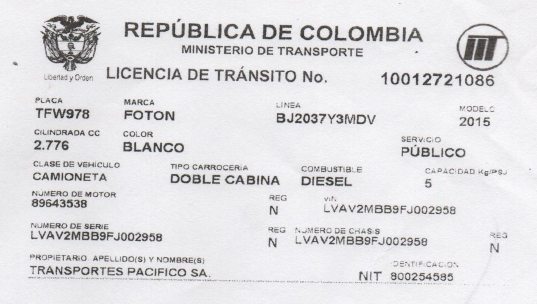 REPÚBLICA DE COLOMBIA
MINISTERIO DE TRANSPORTE
Libertad y Orden
LICENCIA DE TRÁNSITO No. 10012721086
PLACA MARCA LÍNEA MODELO
TFW978 FOTON BJ2037Y3MDV 2015
CILINDRADA CC COLOR SERVICIO
2.776 BLANCO PÚBLICO
CLASE DE VEHÍCULO TIPO CARROCERÍA COMBUSTIBLE CAPACIDAD Kg/PSJ
CAMIONETA DOBLE CABINA DIESEL 5
NUMERO DE MOTOR REG VIN
89643538 N LVAV2MBB9FJ002958
NUMERO DE SERIE REG NUMERO DE CHASIS REG
LVAV2MBB9FJ002958 N LVAV2MBB9FJ002958 N
PROPIETARIO: APELLIDO(S) Y NOMBRE(S) IDENTIFICACIÓN
TRANSPORTES PACIFICO SA. NIT 800254585